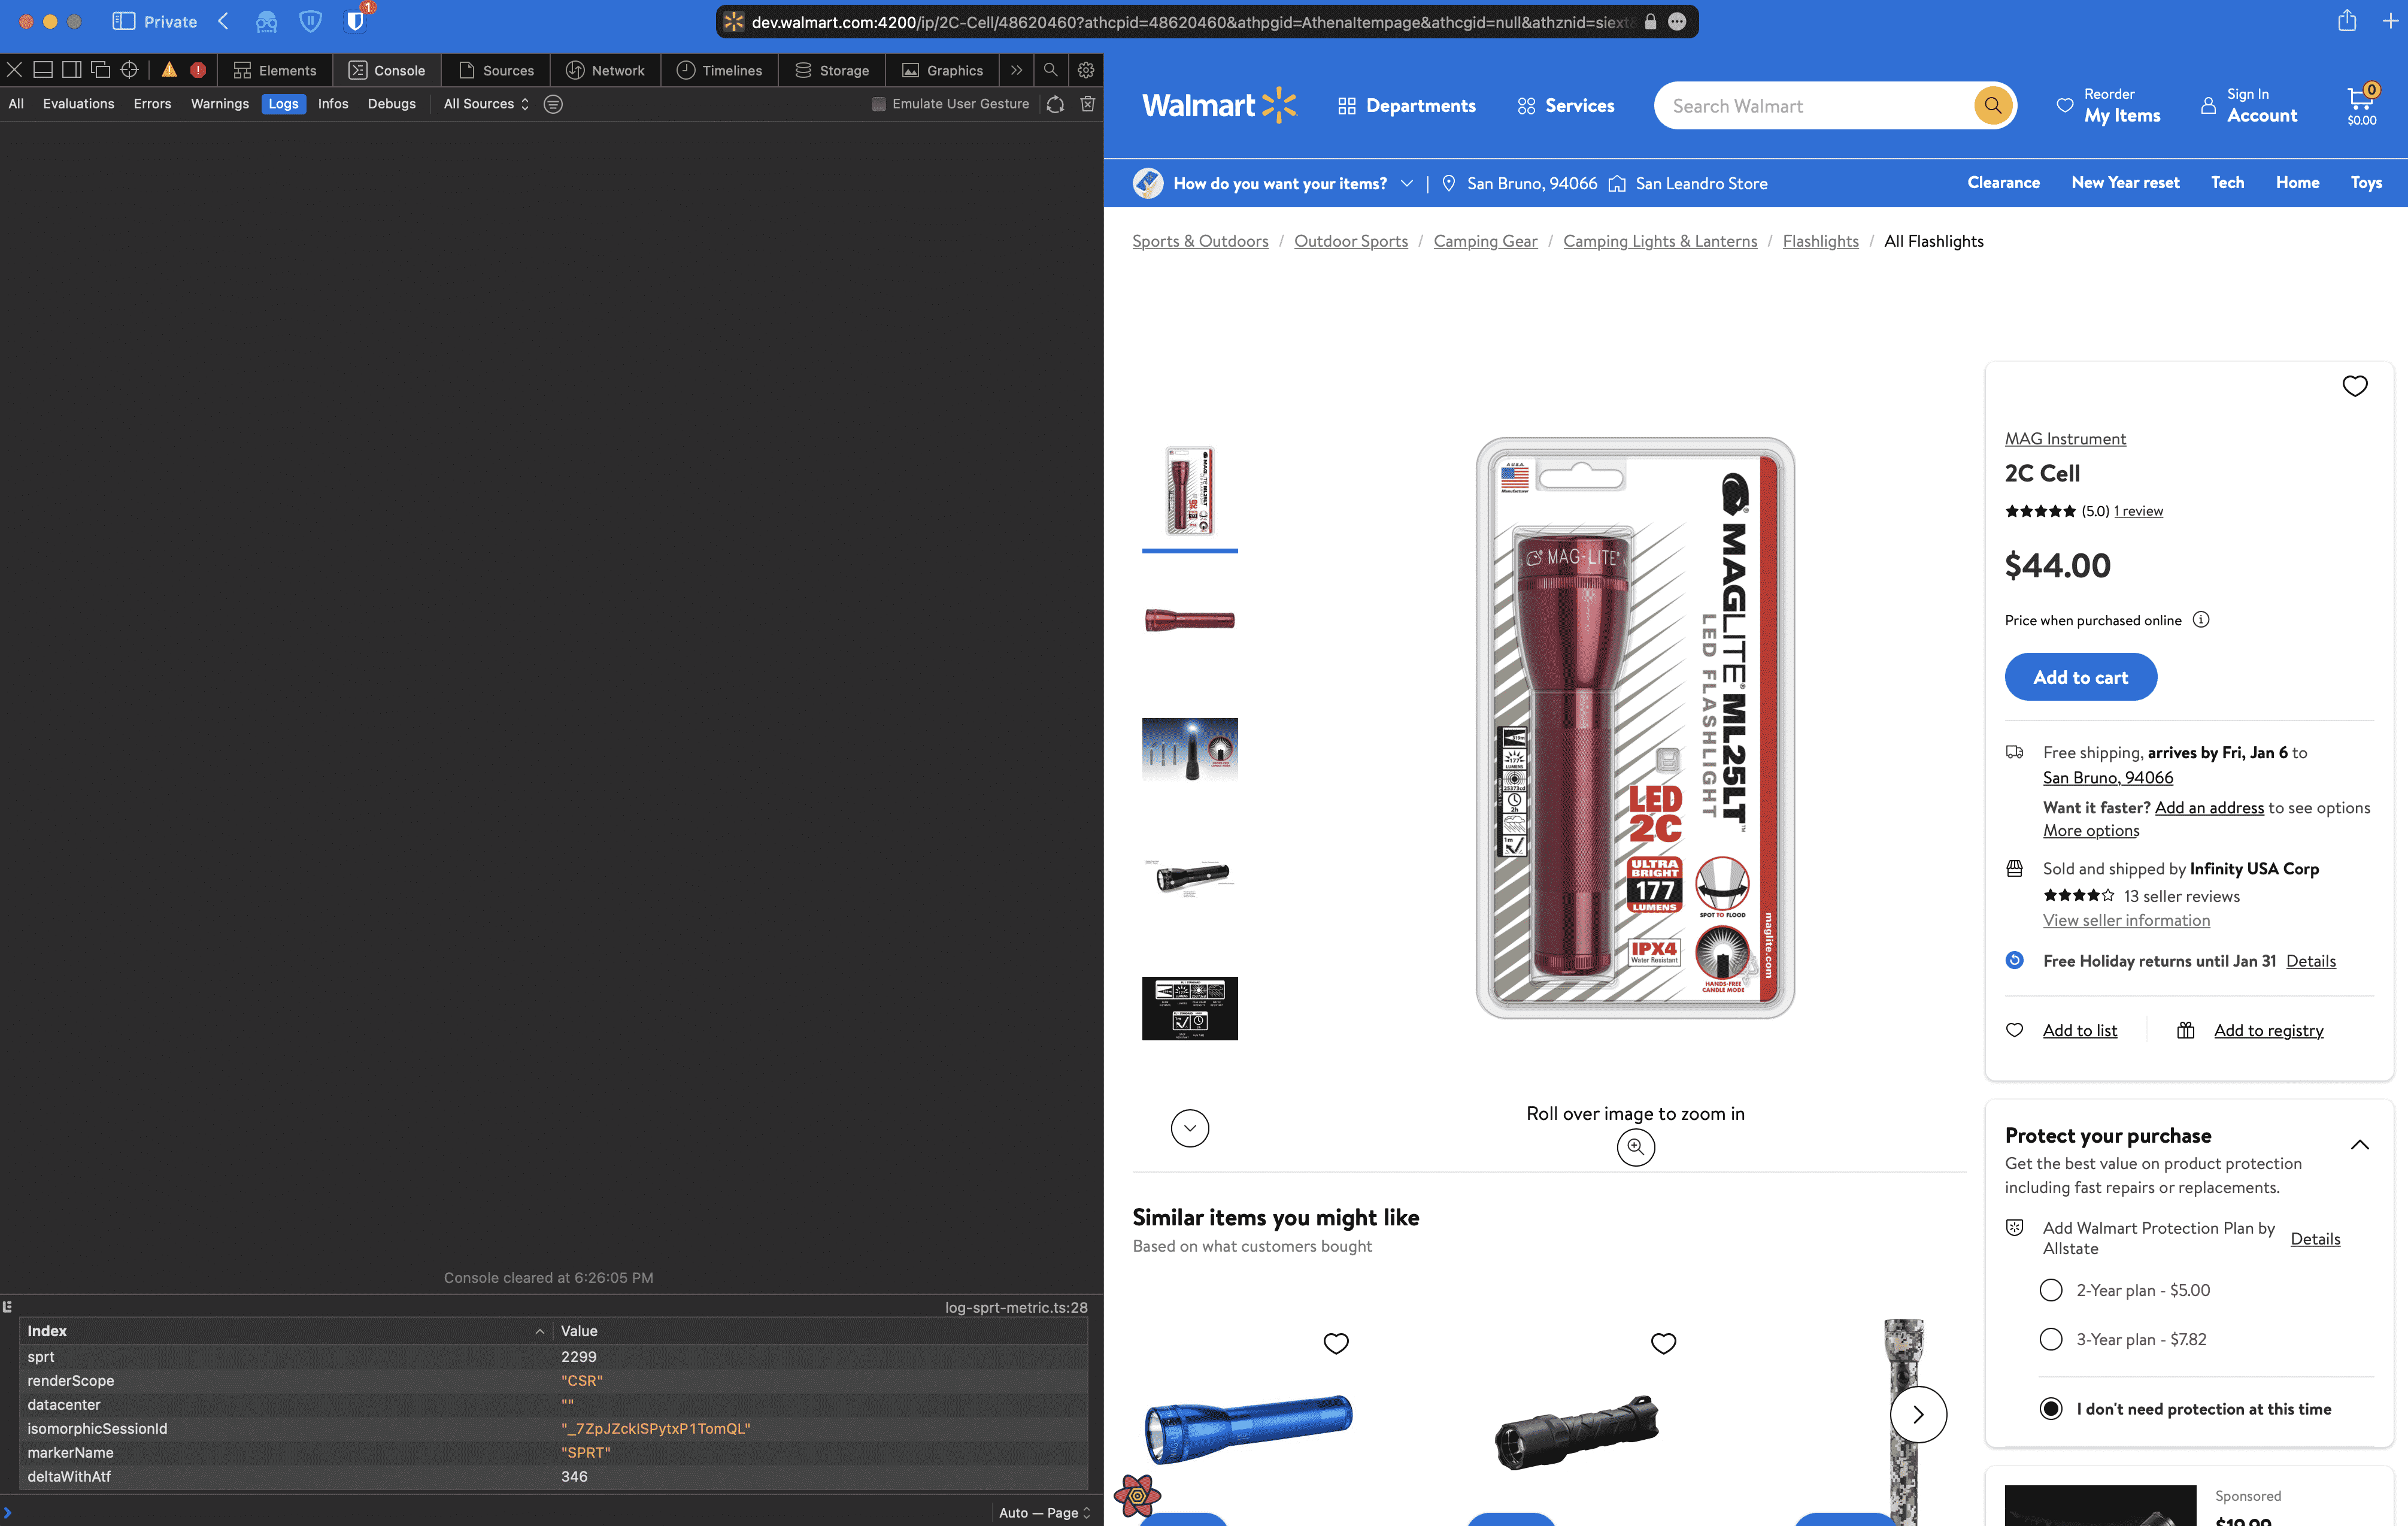 Private
1
dev.walmart.com:4200/ip/2C-Cell/48620460?athcpid=48620460&athpgid=AthenaItempage&athcgid=null&athznid=siext
Elements
Console
Sources
Network
Timelines
Storage
Graphics
All
Evaluations
Errors
Warnings
Logs
Infos
Debugs
All Sources
Emulate User Gesture
Console cleared at 6:26:05 PM
log-sprt-metric.ts:28
Index Value
sprt 2299
renderScope "CSR"
datacenter ""
markerName "SPRT"
deltaWithAtf 346
Auto — Page
Walmart
Departments
Services
Search Walmart
Reorder
My Items
Sign In
Account
0
$0.00
How do you want your items?
San Bruno, 94066
San Leandro Store
Clearance
New Year reset
Tech
Home
Toys
Sports & Outdoors / Outdoor Sports / Camping Gear / Camping Lights & Lanterns / Flashlights / All Flashlights
MAG-LITE
MAGLITE® ML25LT™
LED FLASHLIGHT
LED
2C
ULTRA
BRIGHT
177
LUMENS
SPOT TO FLOOD
IPX4
Water Resistant
HANDS-FREE
CANDLE MODE
maglite.com
Roll over image to zoom in
Similar items you might like
Based on what customers bought
MAG Instrument
2C Cell
(5.0) 1 review
$44.00
Price when purchased online
Add to cart
Free shipping, arrives by Fri, Jan 6 to
San Bruno, 94066
Want it faster? Add an address to see options
More options
Sold and shipped by Infinity USA Corp
13 seller reviews
View seller information
Free Holiday returns until Jan 31 Details
Add to list
Add to registry
Protect your purchase
Get the best value on product protection
including fast repairs or replacements.
Add Walmart Protection Plan by
Allstate
Details
2-Year plan - $5.00
3-Year plan - $7.82
I don't need protection at this time
Sponsored